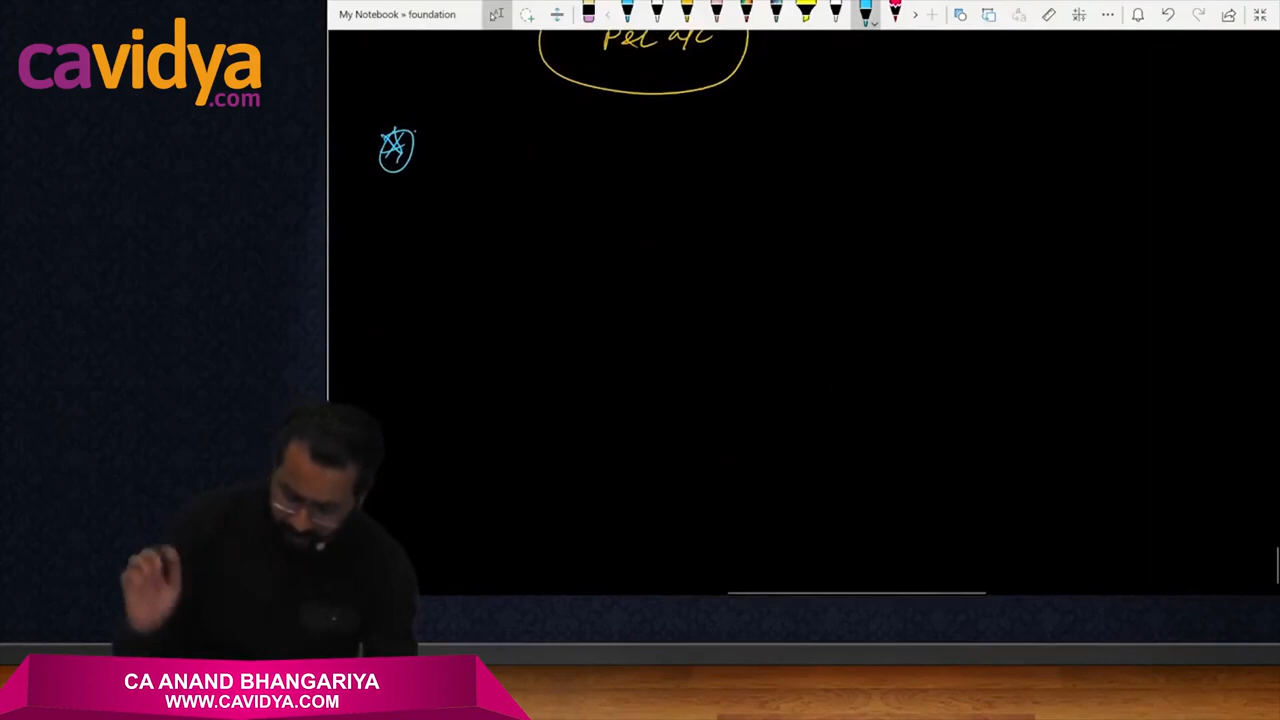 cavidya
.com
My Notebook » foundation
P&L a/c
CA ANAND BHANGARIYA
WWW.CAVIDYA.COM